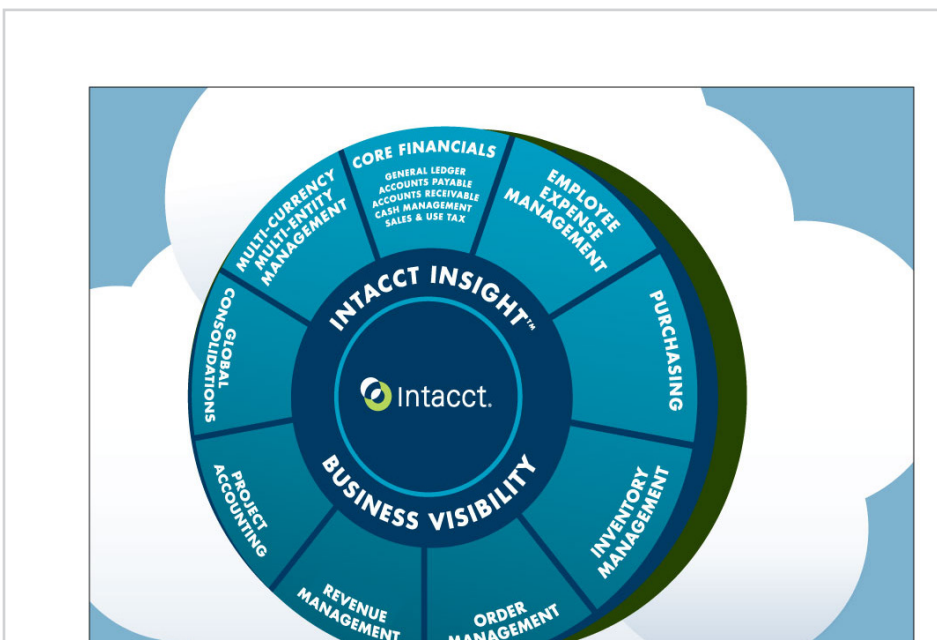 CORE FINANCIALS
GENERAL LEDGER
ACCOUNTS PAYABLE
ACCOUNTS RECEIVABLE
CASH MANAGEMENT
SALES & USE TAX
EMPLOYEE
EXPENSE
MANAGEMENT
PURCHASING
INVENTORY
MANAGEMENT
ORDER
MANAGEMENT
REVENUE
MANAGEMENT
PROJECT
ACCOUNTING
GLOBAL
CONSOLIDATIONS
MULTI-CURRENCY
MULTI-ENTITY
MANAGEMENT
INTACCT INSIGHT™
Intacct.
BUSINESS VISIBILITY